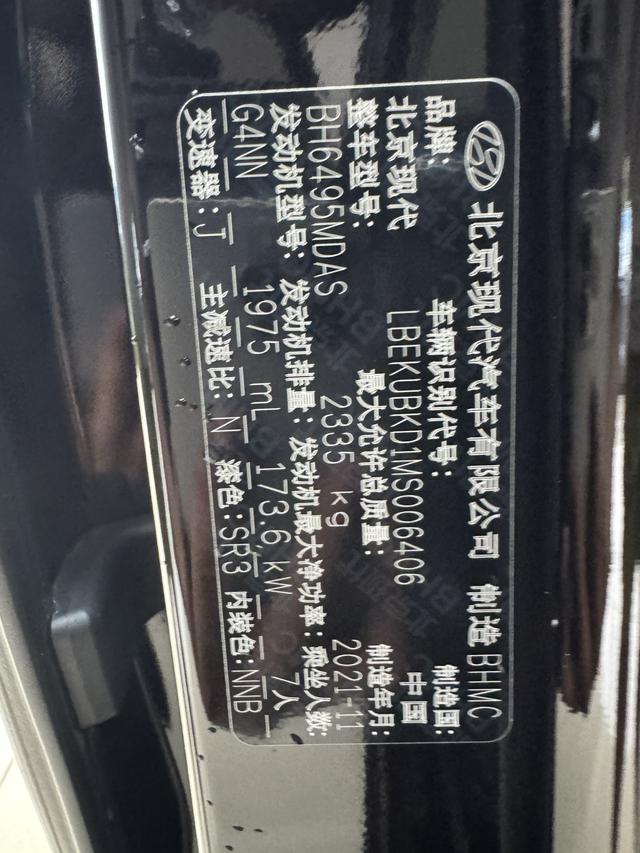 北京现代汽车有限公司 制造 BHMC
品牌: 车辆识别代号: 制造国:
北京现代 LBEKUBKD1MS006406 中国
整车型号: 最大允许总质量: 制造年月:
BH6495MDAS 2335 kg 2021-11
发动机型号: 发动机排量: 发动机最大净功率: 乘坐人数:
G4NN 1975 mL 173.6 kW 7人
变速器: J 主减速比: N 漆色: SR3 内装色: NNB